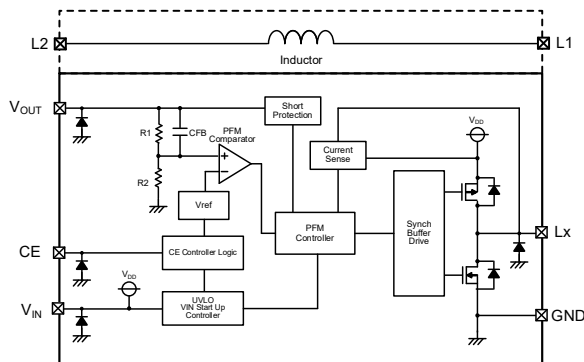 L2
L1
Inductor
VOUT
Short
Protection
R1
CFB
PFM
Comparator
VDD
Current
Sense
+
−
R2
Vref
PFM
Controller
Synch
Buffer
Drive
Lx
CE
CE Controller Logic
VDD
VIN
UVLO
VIN Start Up
Controller
GND